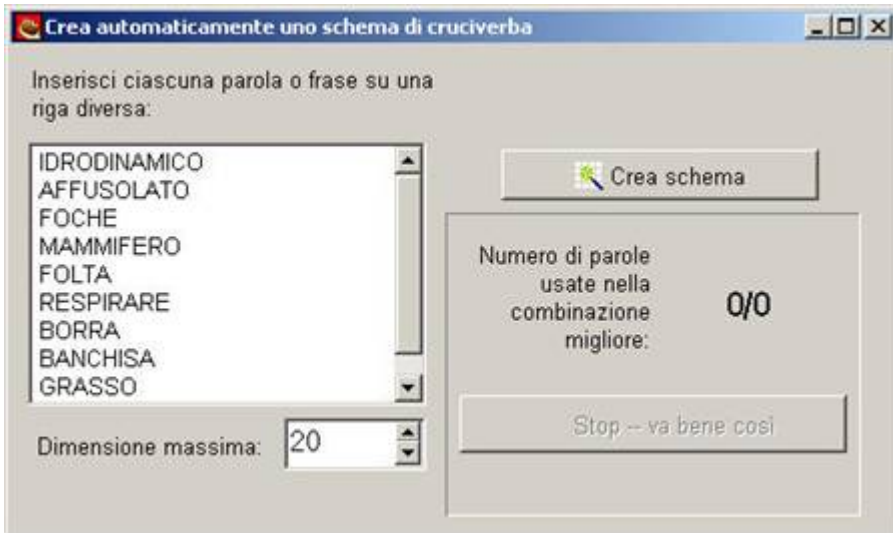 Crea automaticamente uno schema di cruciverba
Inserisci ciascuna parola o frase su una
riga diversa:
IDRODINAMICO
AFFUSOLATO
FOCHE
MAMMIFERO
FOLTA
RESPIRARE
BORRA
BANCHISA
GRASSO
Dimensione massima:
20
Crea schema
Numero di parole
usate nella
combinazione
migliore:
0/0
Stop -- va bene così